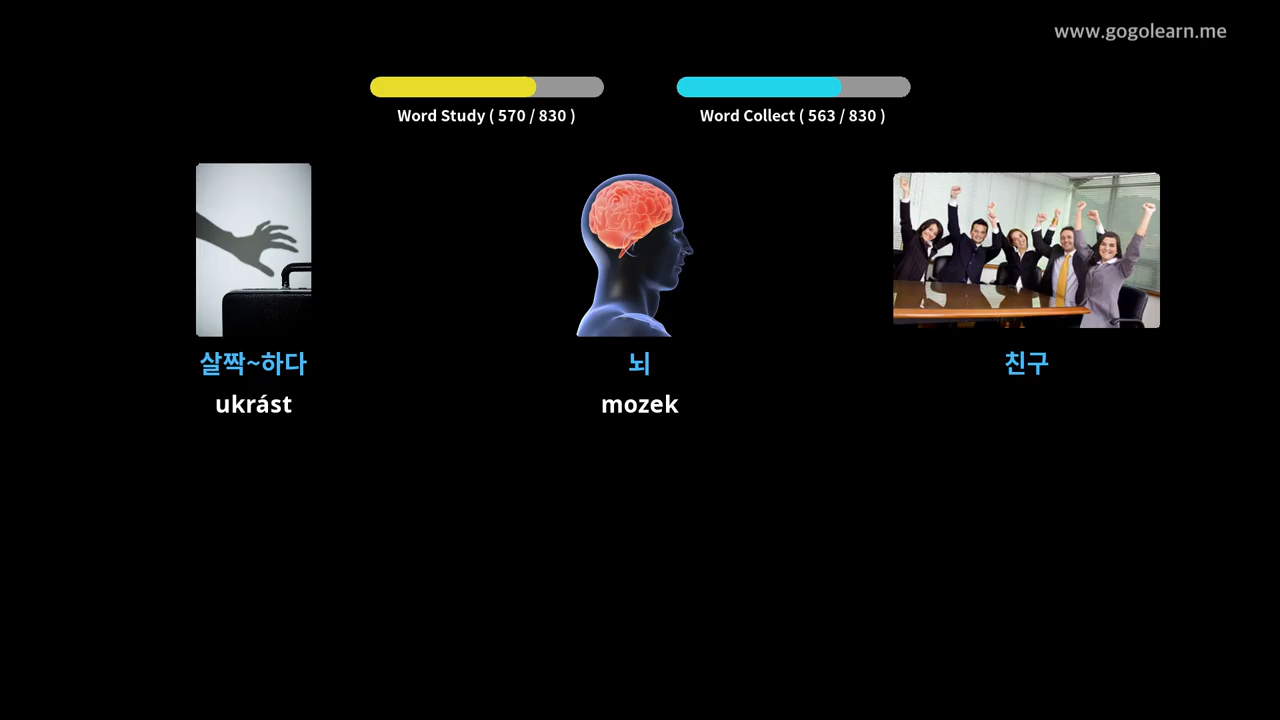 www.gogolearn.me
Word Study ( 570 / 830 )
Word Collect ( 563 / 830 )
살짝~하다
뇌
친구
ukrást
mozek